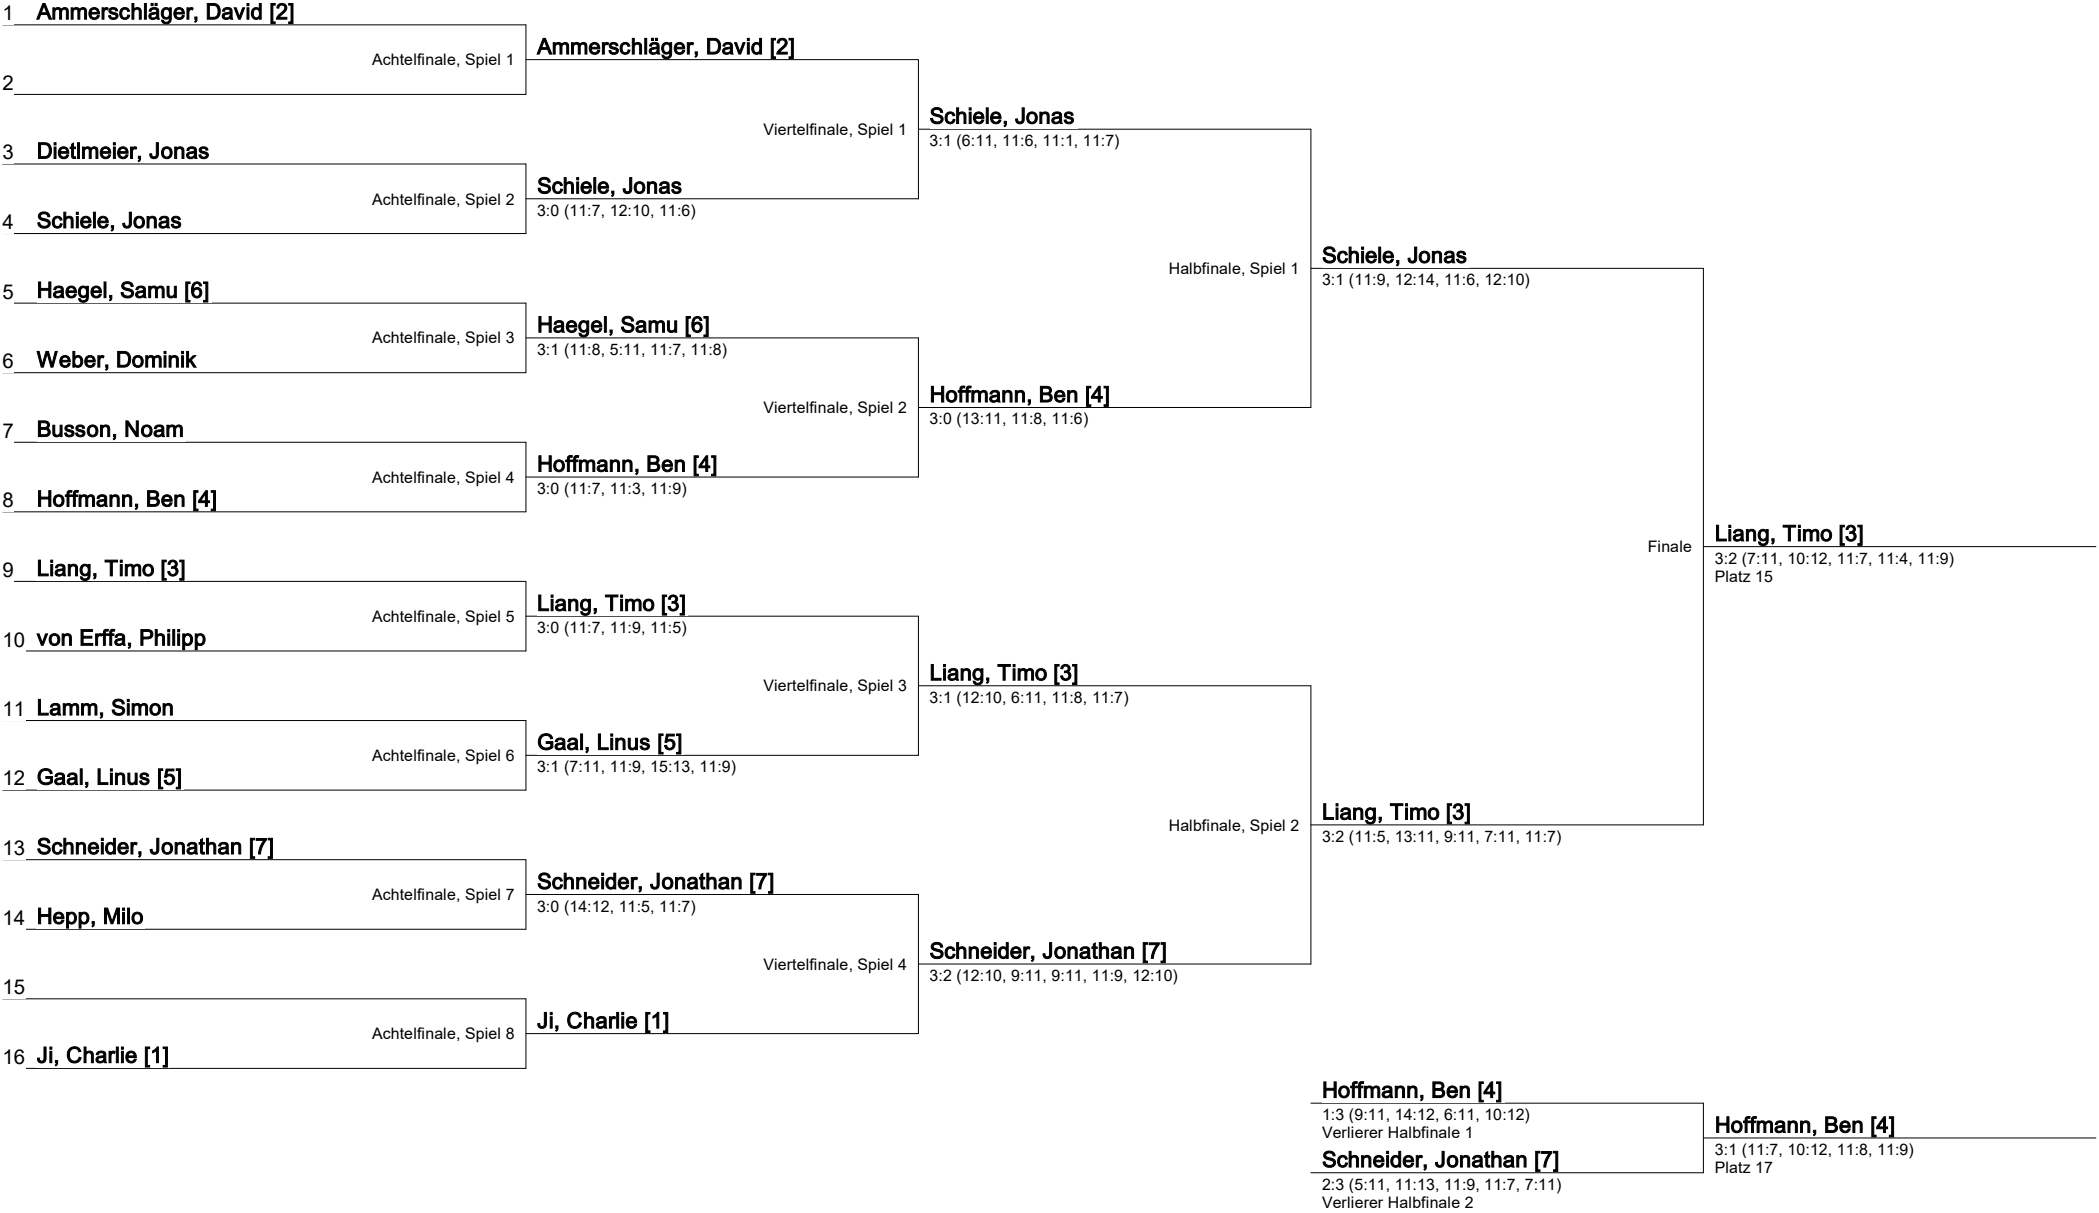 1 Ammerschläger, David [2]
Achtelfinale, Spiel 1
2
Ammerschläger, David [2]
Viertelfinale, Spiel 1
3 Dietlmeier, Jonas
Achtelfinale, Spiel 2
4 Schiele, Jonas
Schiele, Jonas
3:0 (11:7, 12:10, 11:6)
Schiele, Jonas
3:1 (6:11, 11:6, 11:1, 11:7)
Halbfinale, Spiel 1
5 Haegel, Samu [6]
Achtelfinale, Spiel 3
6 Weber, Dominik
Haegel, Samu [6]
3:1 (11:8, 5:11, 11:7, 11:8)
Viertelfinale, Spiel 2
7 Busson, Noam
Achtelfinale, Spiel 4
8 Hoffmann, Ben [4]
Hoffmann, Ben [4]
3:0 (11:7, 11:3, 11:9)
Hoffmann, Ben [4]
3:0 (13:11, 11:8, 11:6)
Schiele, Jonas
3:1 (11:9, 12:14, 11:6, 12:10)
Finale
9 Liang, Timo [3]
Achtelfinale, Spiel 5
10 von Erffa, Philipp
Liang, Timo [3]
3:0 (11:7, 11:9, 11:5)
Viertelfinale, Spiel 3
11 Lamm, Simon
Achtelfinale, Spiel 6
12 Gaal, Linus [5]
Gaal, Linus [5]
3:1 (7:11, 11:9, 15:13, 11:9)
Liang, Timo [3]
3:1 (12:10, 6:11, 11:8, 11:7)
Halbfinale, Spiel 2
13 Schneider, Jonathan [7]
Achtelfinale, Spiel 7
14 Hepp, Milo
Schneider, Jonathan [7]
3:0 (14:12, 11:5, 11:7)
Viertelfinale, Spiel 4
15
Achtelfinale, Spiel 8
16 Ji, Charlie [1]
Ji, Charlie [1]
Schneider, Jonathan [7]
3:2 (12:10, 9:11, 9:11, 11:9, 12:10)
Liang, Timo [3]
3:2 (11:5, 13:11, 9:11, 7:11, 11:7)
Liang, Timo [3]
3:2 (7:11, 10:12, 11:7, 11:4, 11:9)
Platz 15
Hoffmann, Ben [4]
1:3 (9:11, 14:12, 6:11, 10:12)
Verlierer Halbfinale 1
Schneider, Jonathan [7]
2:3 (5:11, 11:13, 11:9, 11:7, 7:11)
Verlierer Halbfinale 2
Hoffmann, Ben [4]
3:1 (11:7, 10:12, 11:8, 11:9)
Platz 17